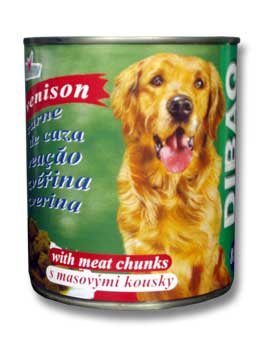 venison
carne
de caza
veação
zvěřina
zverina
with meat chunks
s masovými kousky
DIBAQ